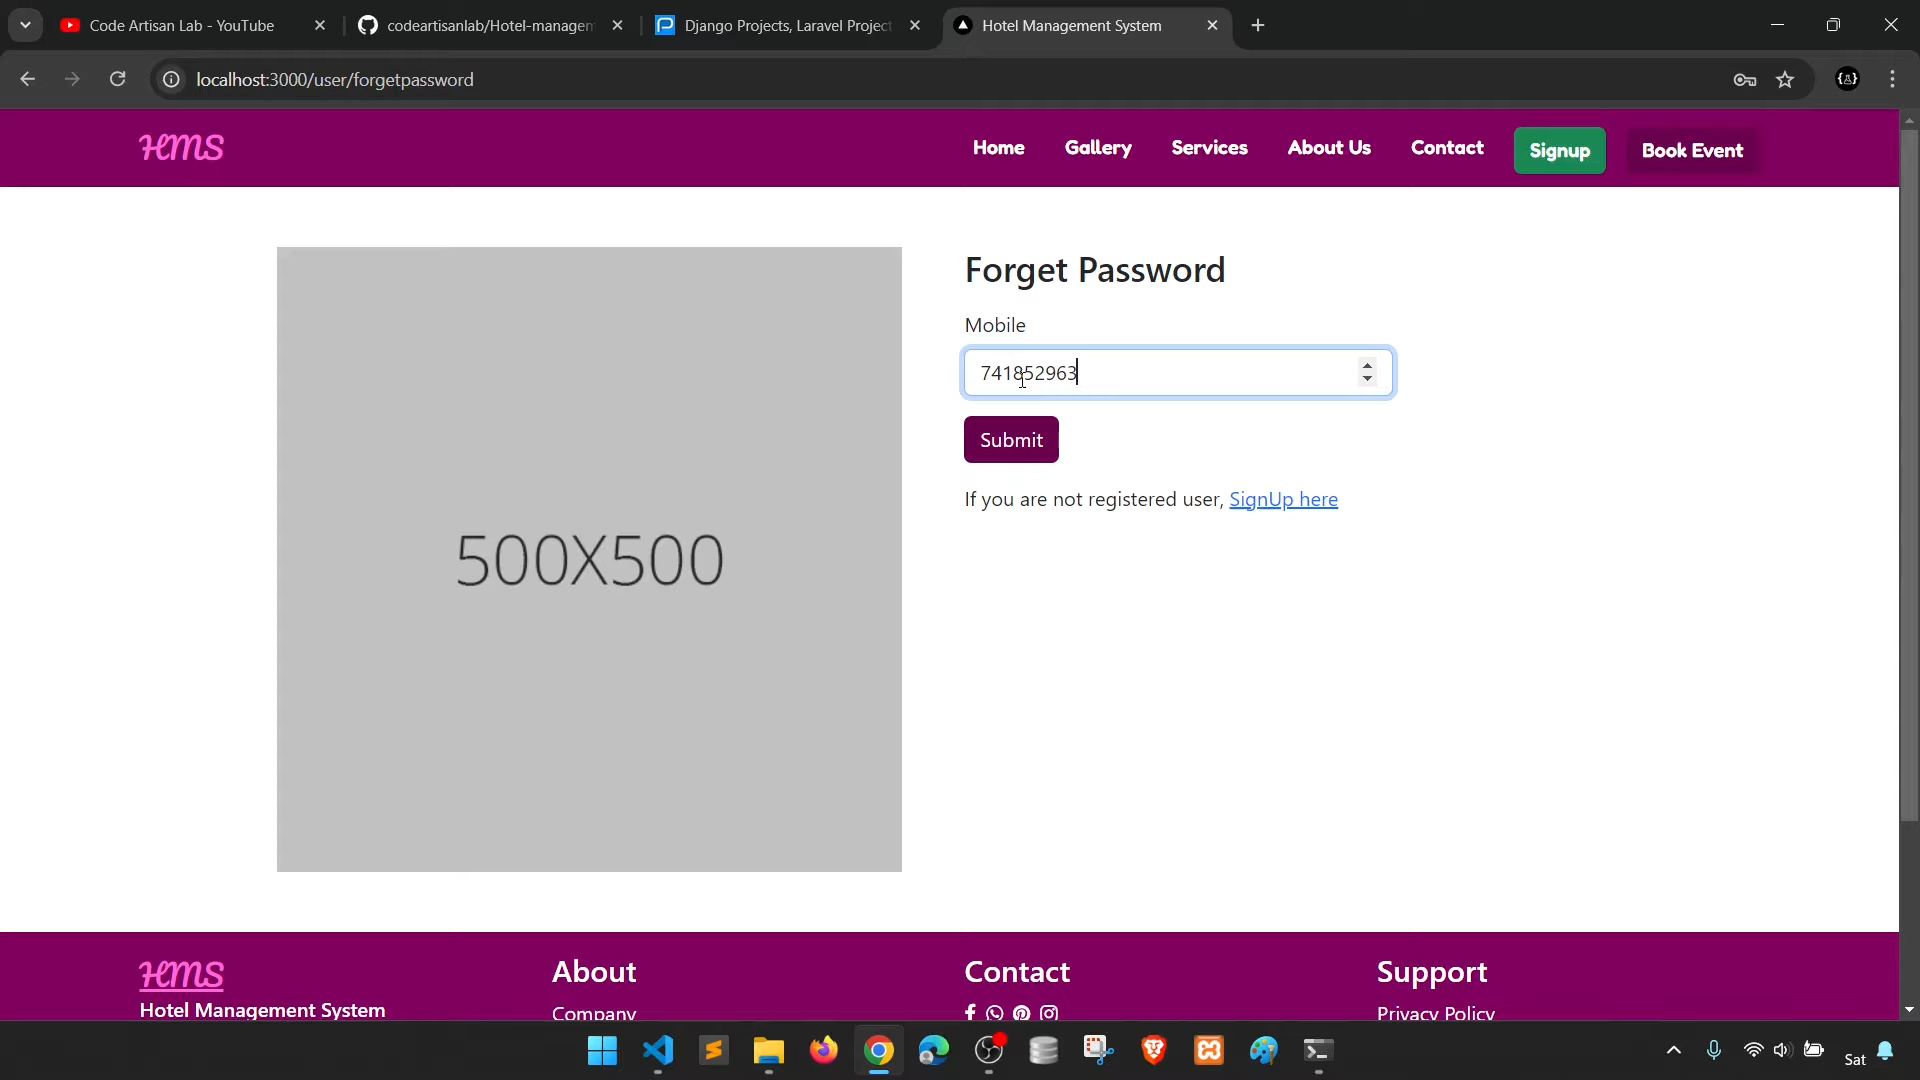 Code Artisan Lab - YouTube
codeartisanlab/Hotel-managem
Django Projects, Laravel Project
Hotel Management System
localhost:3000/user/forgetpassword
HMS
Home
Gallery
Services
About Us
Contact
Signup
Book Event
500X500
Forget Password
Mobile
741852963
Submit
If you are not registered user, SignUp here
HMS
Hotel Management System
About
Company
Contact
Support
Privacy Policy
Sat